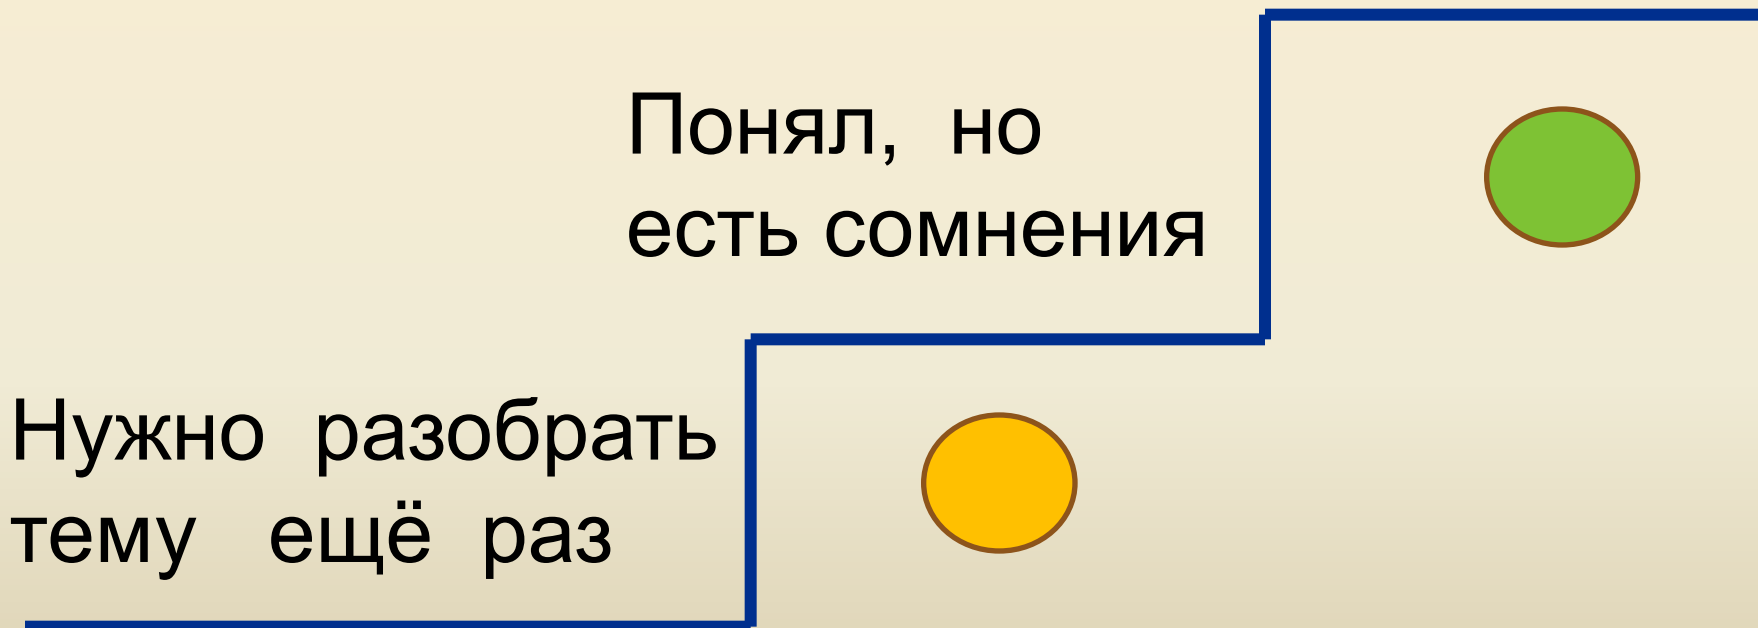 Понял, но
есть сомнения
Нужно разобрать
тему ещё раз